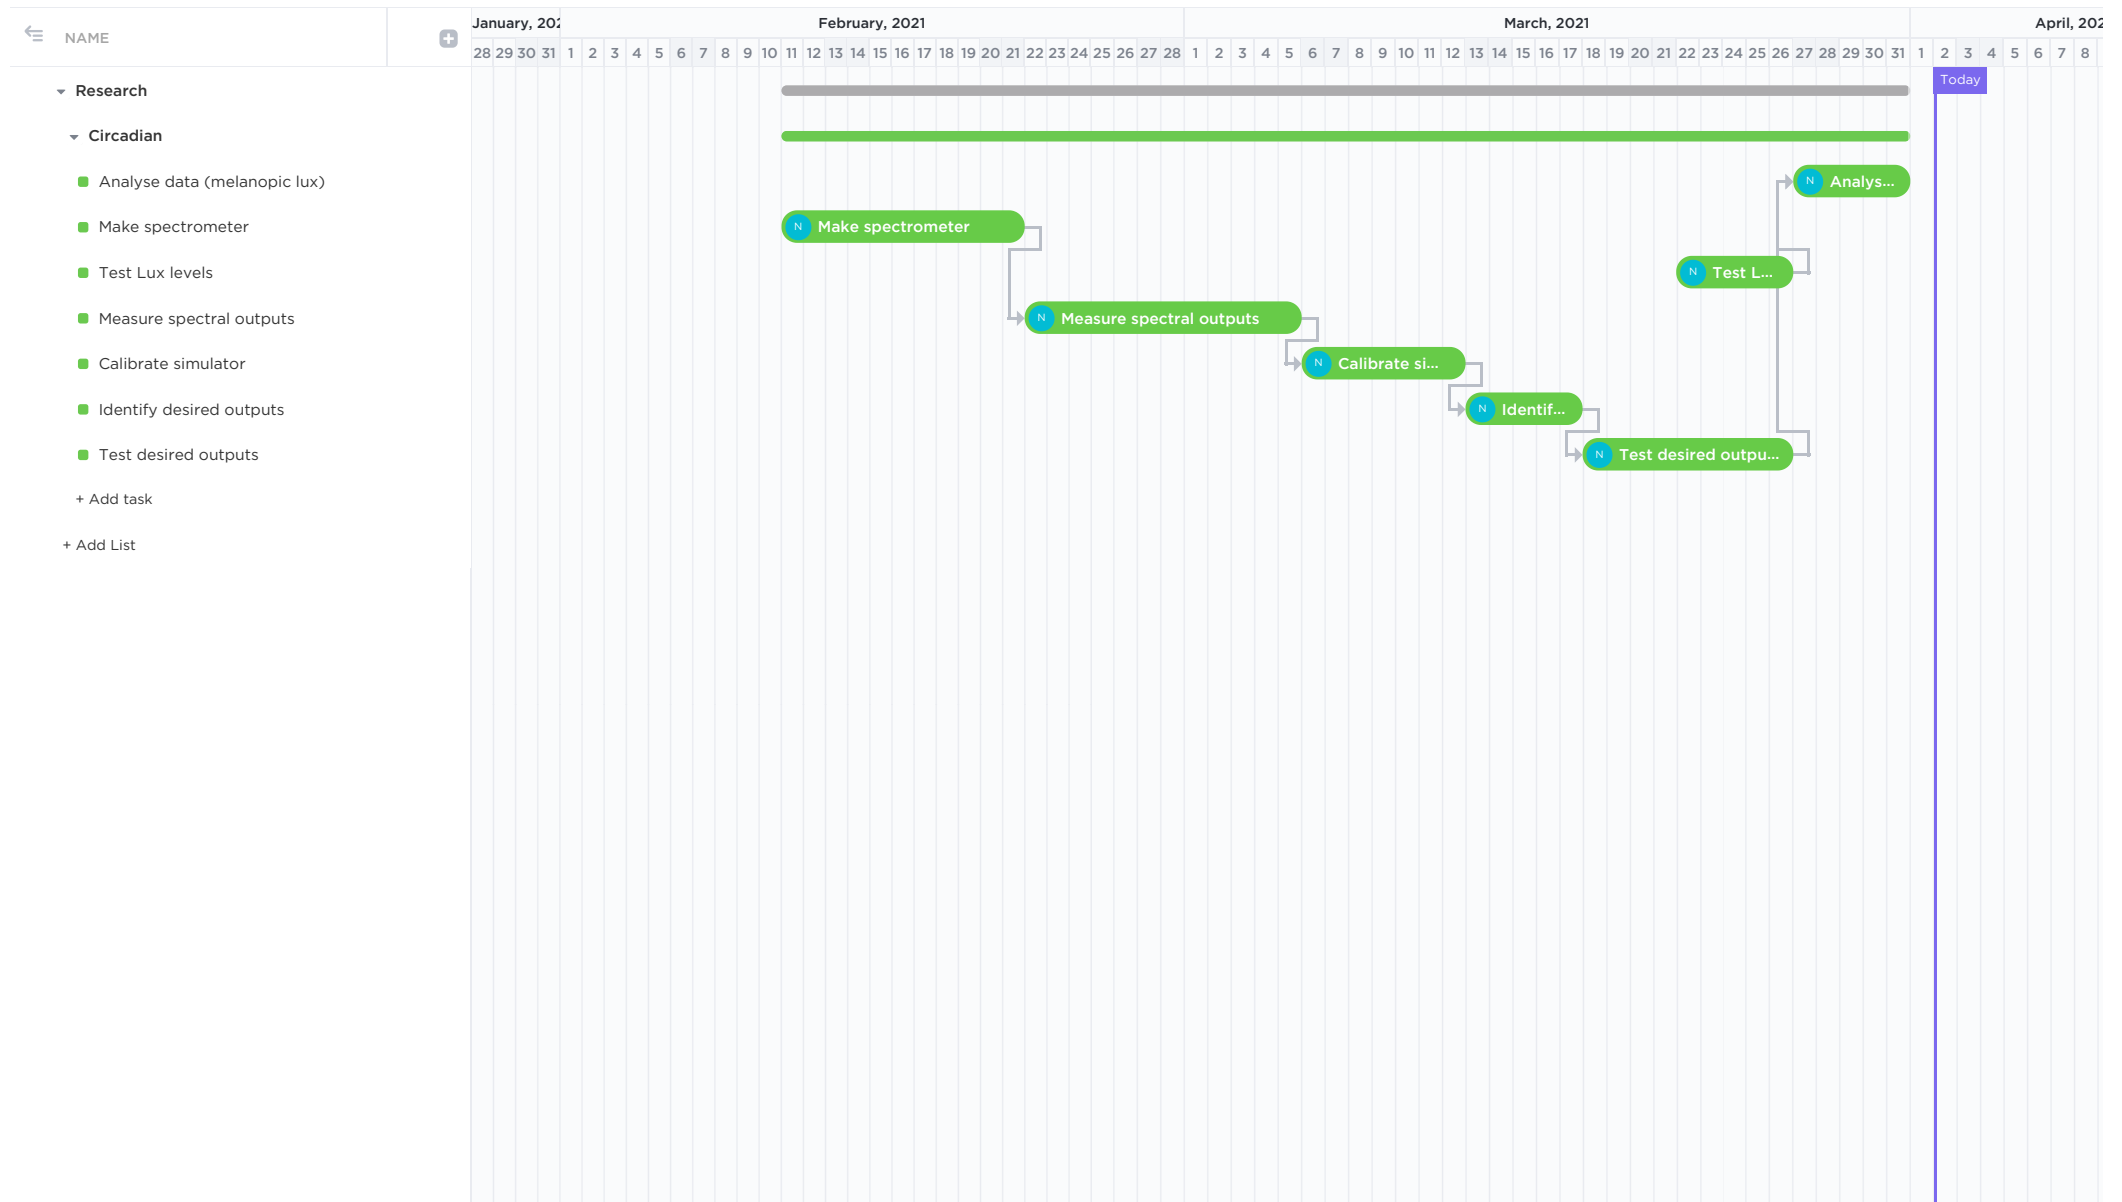 NAME
January, 202 February, 2021 March, 2021 April, 202
28 29 30 31 1 2 3 4 5 6 7 8 9 10 11 12 13 14 15 16 17 18 19 20 21 22 23 24 25 26 27 28 1 2 3 4 5 6 7 8 9 10 11 12 13 14 15 16 17 18 19 20 21 22 23 24 25 26 27 28 29 30 31 1 2 3 4 5 6 7 8
Today
Research
Circadian
Analyse data (melanopic lux) N Analys...
Make spectrometer N Make spectrometer
Test Lux levels N Test L...
Measure spectral outputs N Measure spectral outputs
Calibrate simulator N Calibrate si...
Identify desired outputs N Identif...
Test desired outputs N Test desired outpu...
+ Add task
+ Add List